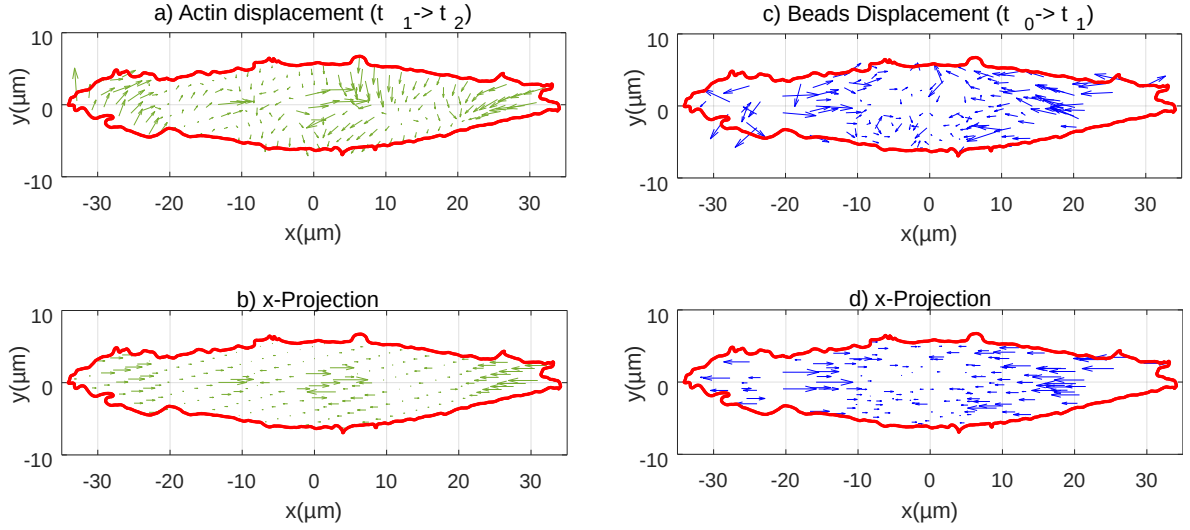 a) Actin displacement (t 1-> t 2)
10
0
-10
y(µm)
-30 -20 -10 0 10 20 30
x(µm)
c) Beads Displacement (t 0-> t 1)
10
0
-10
y(µm)
-30 -20 -10 0 10 20 30
x(µm)
b) x-Projection
10
0
-10
y(µm)
-30 -20 -10 0 10 20 30
x(µm)
d) x-Projection
10
0
-10
y(µm)
-30 -20 -10 0 10 20 30
x(µm)